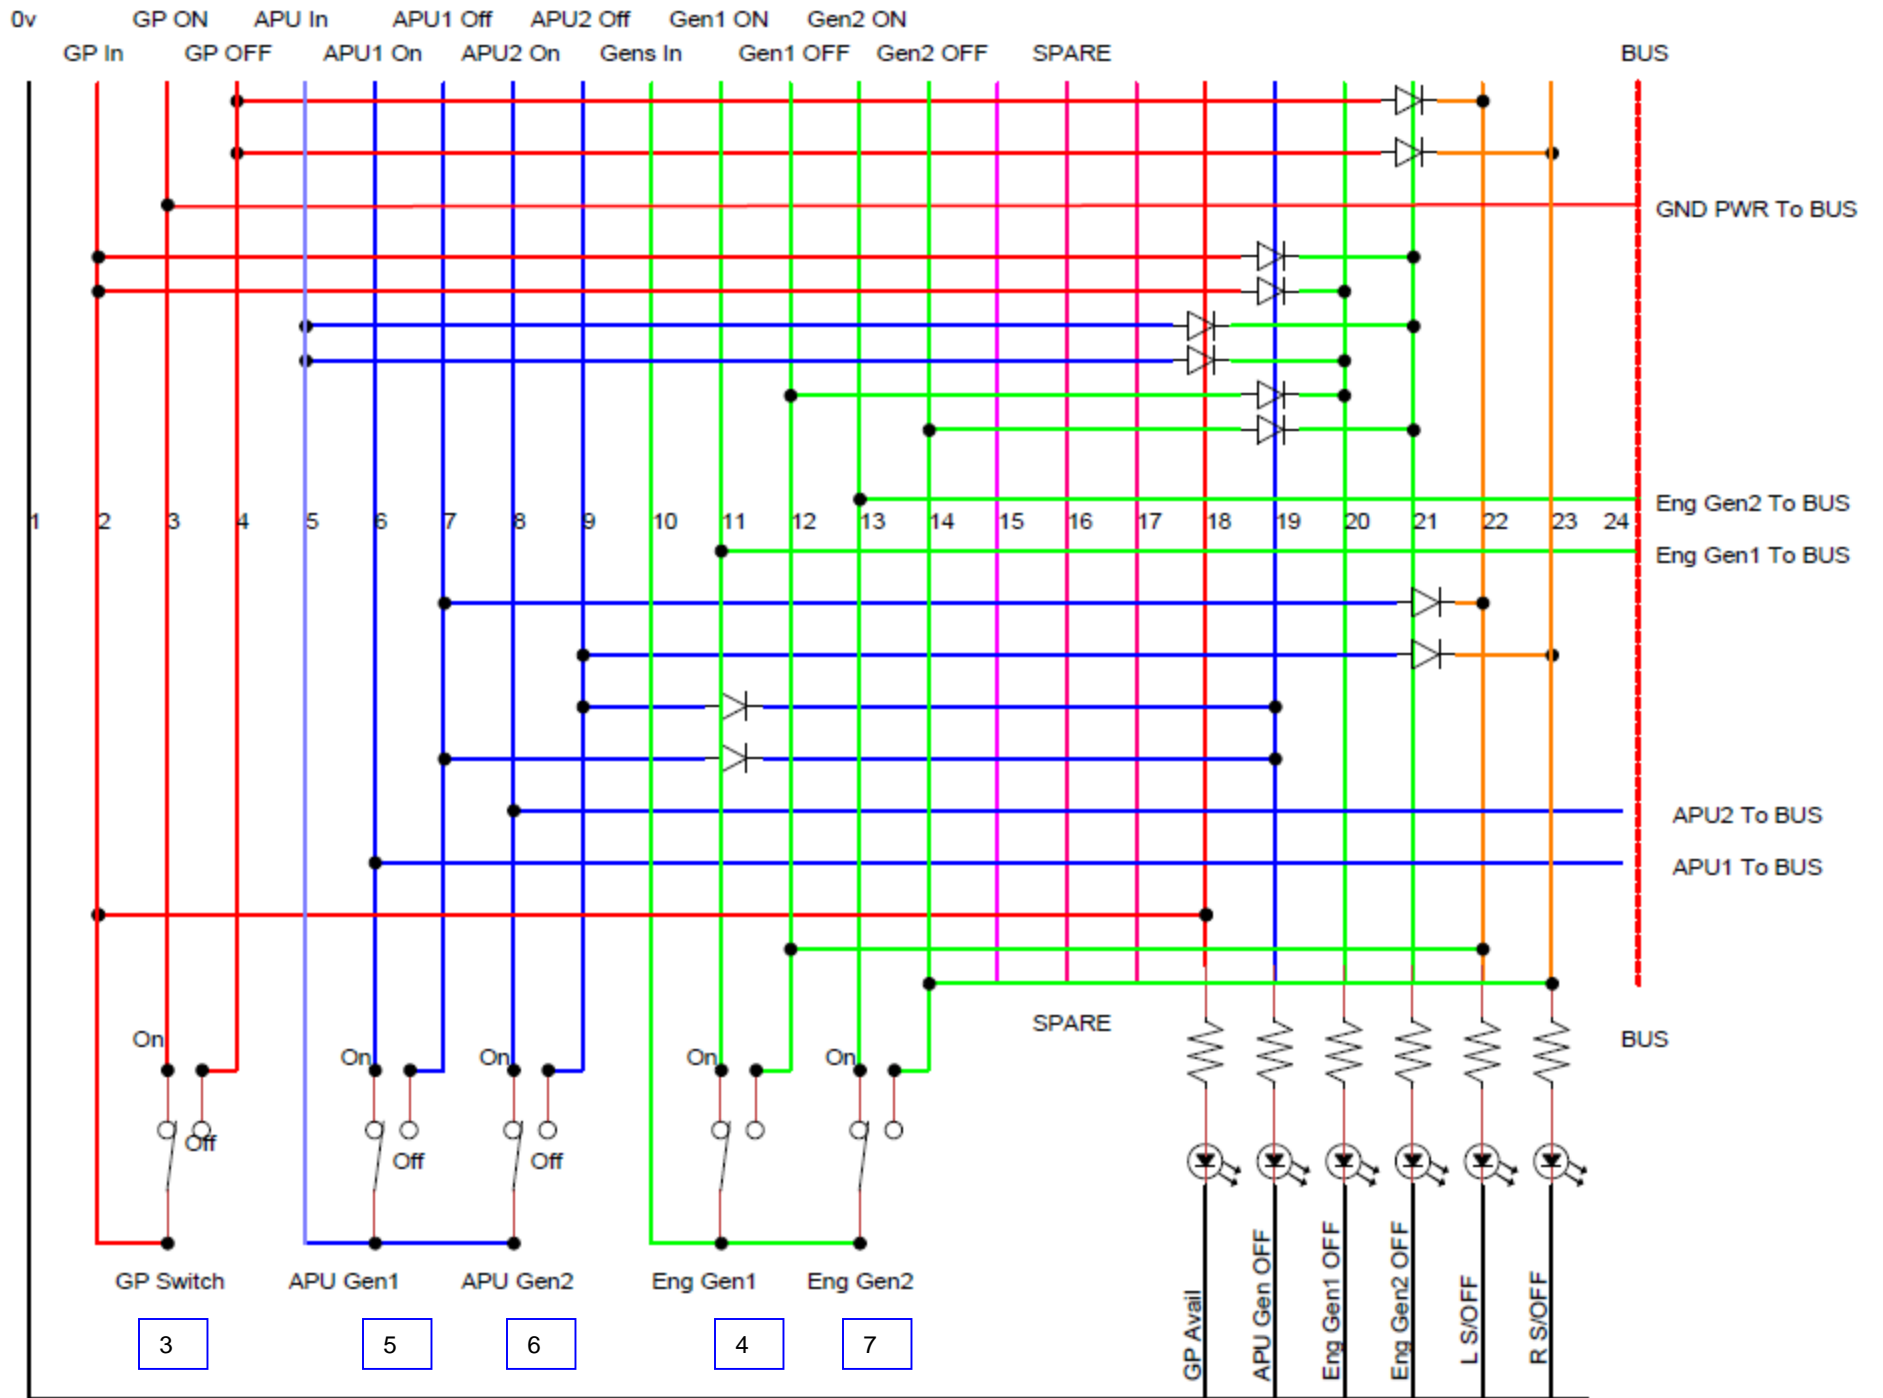 0v GP ON APU In APU1 Off APU2 Off Gen1 ON Gen2 ON
GP In GP OFF APU1 On APU2 On Gens In Gen1 OFF Gen2 OFF SPARE BUS
GND PWR To BUS
Eng Gen2 To BUS
1 2 3 4 5 6 7 8 9 10 11 12 13 14 15 16 17 18 19 20 21 22 23 24
Eng Gen1 To BUS
APU2 To BUS
APU1 To BUS
SPARE BUS
On On On On On
Off Off Off
GP Switch APU Gen1 APU Gen2 Eng Gen1 Eng Gen2
3 5 6 4 7
GP Avail
APU Gen OFF
Eng Gen1 OFF
Eng Gen2 OFF
L S/OFF
R S/OFF